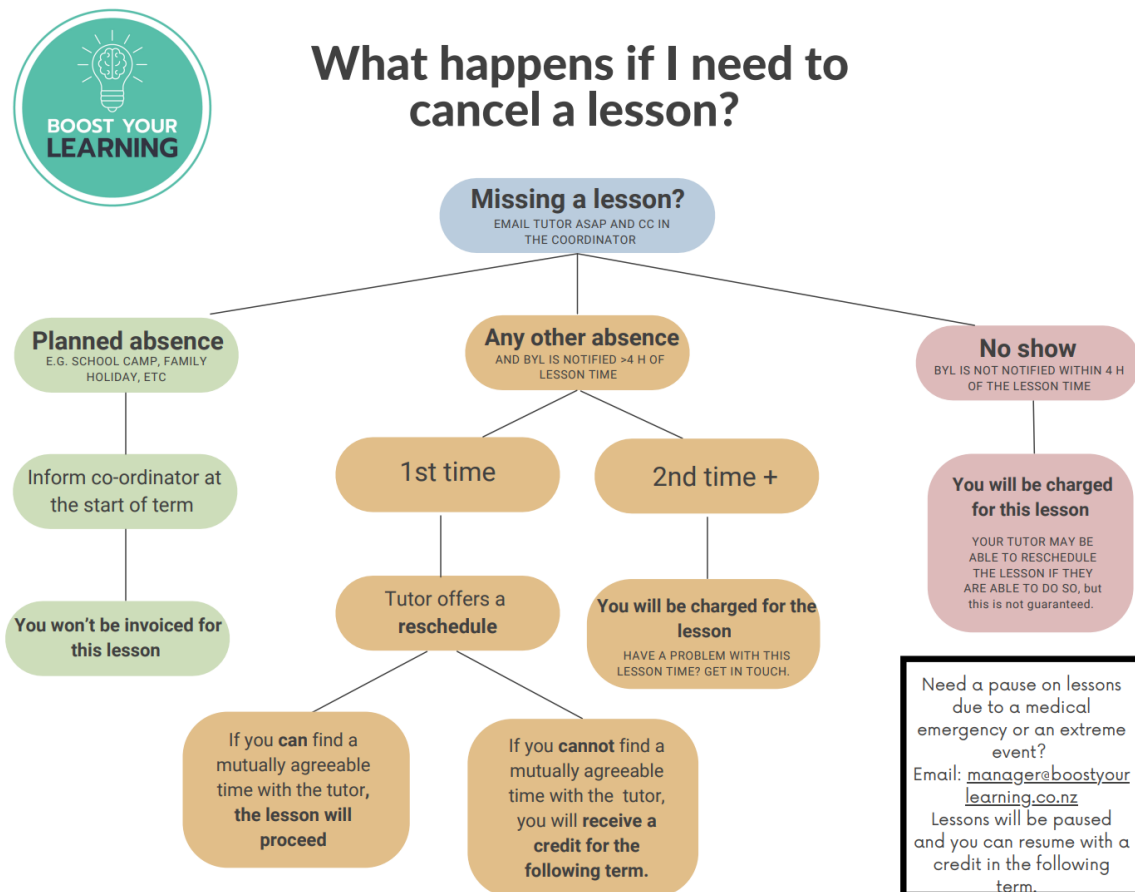 BOOST YOUR
LEARNING
What happens if I need to
cancel a lesson?
Missing a lesson?
EMAIL TUTOR ASAP AND CC IN
THE COORDINATOR
Planned absence
E.G. SCHOOL CAMP, FAMILY
HOLIDAY, ETC
Inform co-ordinator at
the start of term
You won't be invoiced for
this lesson
Any other absence
AND BYL IS NOTIFIED >4 H OF
LESSON TIME
1st time
Tutor offers a
reschedule
If you can find a
mutually agreeable
time with the tutor,
the lesson will
proceed
If you cannot find a
mutually agreeable
time with the tutor,
you will receive a
credit for the
following term.
2nd time +
You will be charged for the
lesson
HAVE A PROBLEM WITH THIS
LESSON TIME? GET IN TOUCH.
No show
BYL IS NOT NOTIFIED WITHIN 4 H
OF THE LESSON TIME
You will be charged
for this lesson
YOUR TUTOR MAY BE
ABLE TO RESCHEDULE
THE LESSON IF THEY
ARE ABLE TO DO SO, but
this is not guaranteed.
Need a pause on lessons
due to a medical
emergency or an extreme
event?
Email: manager@boostyour
learning.co.nz
Lessons will be paused
and you can resume with a
credit in the following
term.